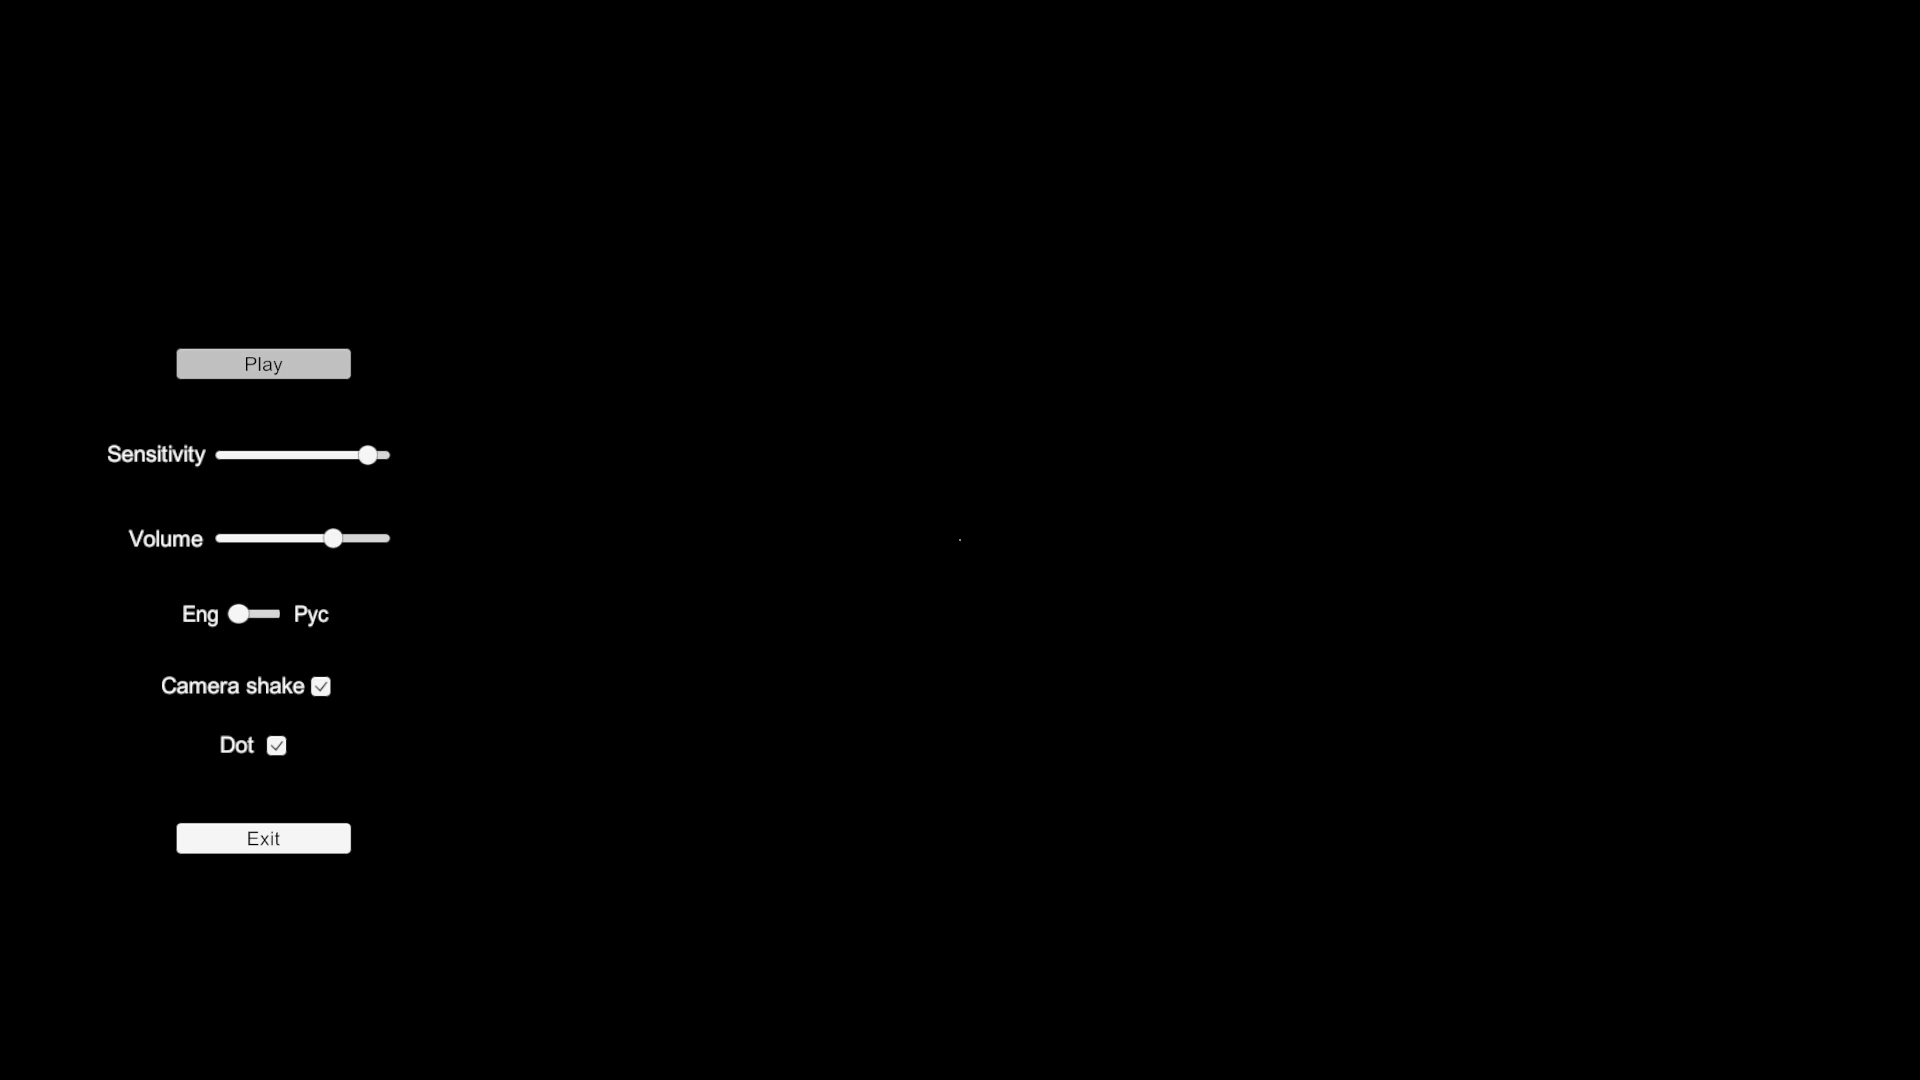 Play
Sensitivity
Volume
Eng Рус
Camera shake
Dot
Exit